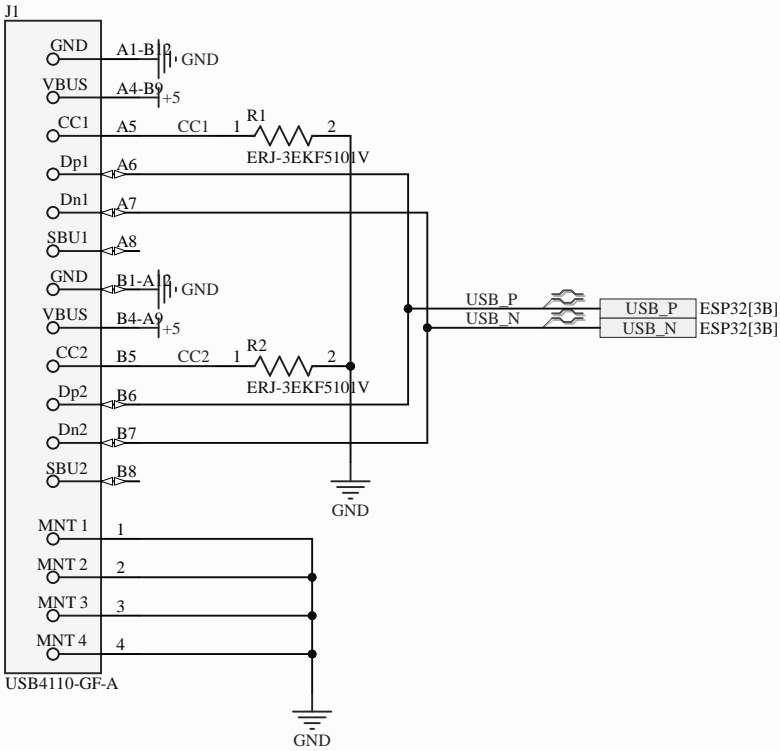 J1
GND A1-B12 GND
VBUS A4-B9 +5
CC1 A5 CC1 1 R1 2
ERJ-3EKF5101V
Dp1 A6
Dn1 A7
SBU1 A8
GND B1-A12 GND
USB_P USB_P ESP32[3B]
VBUS B4-A9 +5
USB_N USB_N ESP32[3B]
CC2 B5 CC2 1 R2 2
ERJ-3EKF5101V
Dp2 B6
Dn2 B7
SBU2 B8
GND
MNT 1 1
MNT 2 2
MNT 3 3
MNT 4 4
USB4110-GF-A
GND